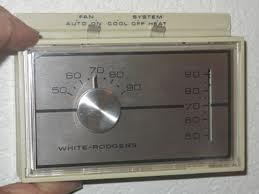 FAN SYSTEM
AUTO ON COOL OFF HEAT
50 60 70 80 90
90
80
70
60
50
WHITE-RODGERS